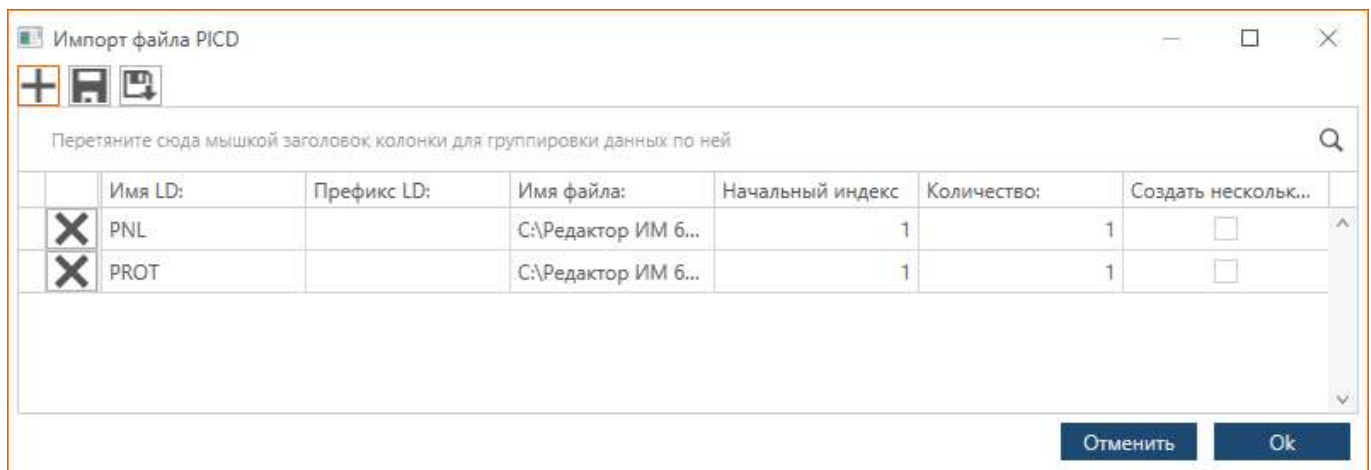 Импорт файла PICD
Перетяните сюда мышкой заголовок колонки для группировки данных по ней
Имя LD: Префикс LD: Имя файла: Начальный индекс Количество: Создать нескольк...
PNL C:\Редактор ИМ 6... 1 1
PROT C:\Редактор ИМ 6... 1 1
Отменить Ok